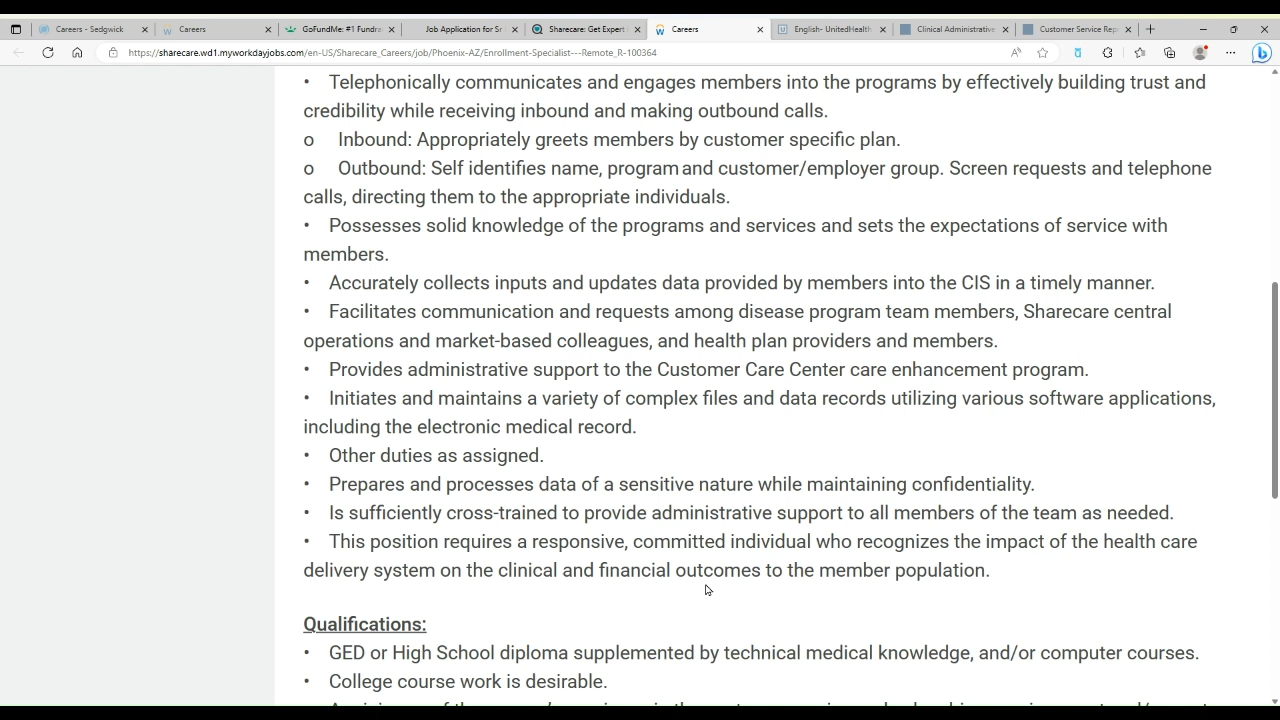 Careers - Sedgwick
Careers
GoFundMe: #1 Fundra
Job Application for Sr
Sharecare: Get Expert
Careers
English- UnitedHealth
Clinical Administrative
Customer Service Rep
https://sharecare.wd1.myworkdayjobs.com/en-US/Sharecare_Careers/job/Phoenix-AZ/Enrollment-Specialist---Remote_R-100364
• Telephonically communicates and engages members into the programs by effectively building trust and
credibility while receiving inbound and making outbound calls.
o Inbound: Appropriately greets members by customer specific plan.
o Outbound: Self identifies name, program and customer/employer group. Screen requests and telephone
calls, directing them to the appropriate individuals.
• Possesses solid knowledge of the programs and services and sets the expectations of service with
members.
• Accurately collects inputs and updates data provided by members into the CIS in a timely manner.
• Facilitates communication and requests among disease program team members, Sharecare central
operations and market-based colleagues, and health plan providers and members.
• Provides administrative support to the Customer Care Center care enhancement program.
• Initiates and maintains a variety of complex files and data records utilizing various software applications,
including the electronic medical record.
• Other duties as assigned.
• Prepares and processes data of a sensitive nature while maintaining confidentiality.
• Is sufficiently cross-trained to provide administrative support to all members of the team as needed.
• This position requires a responsive, committed individual who recognizes the impact of the health care
delivery system on the clinical and financial outcomes to the member population.
Qualifications:
• GED or High School diploma supplemented by technical medical knowledge, and/or computer courses.
• College course work is desirable.